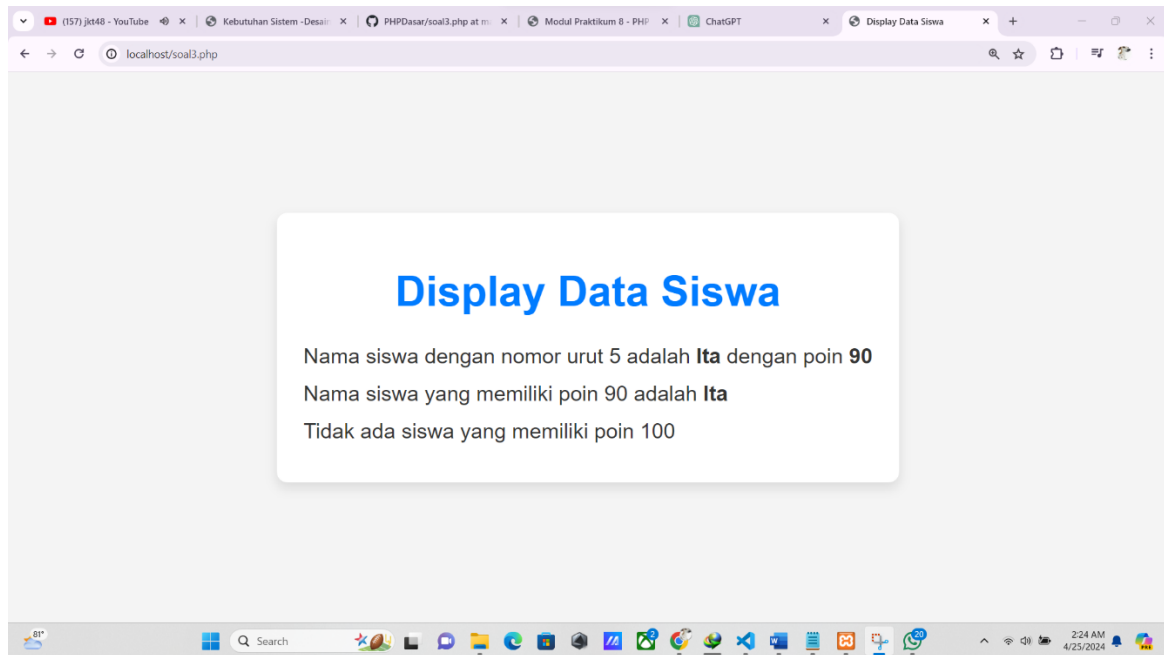 (157) jkt48 - YouTube
Kebutuhan Sistem -Desain
PHPDasar/soal3.php at m
Modul Praktikum 8 - PHP
ChatGPT
Display Data Siswa
localhost/soal3.php
Display Data Siswa
Nama siswa dengan nomor urut 5 adalah Ita dengan poin 90
Nama siswa yang memiliki poin 90 adalah Ita
Tidak ada siswa yang memiliki poin 100
81°
Search
2
20
2:24 AM
4/25/2024
PRE